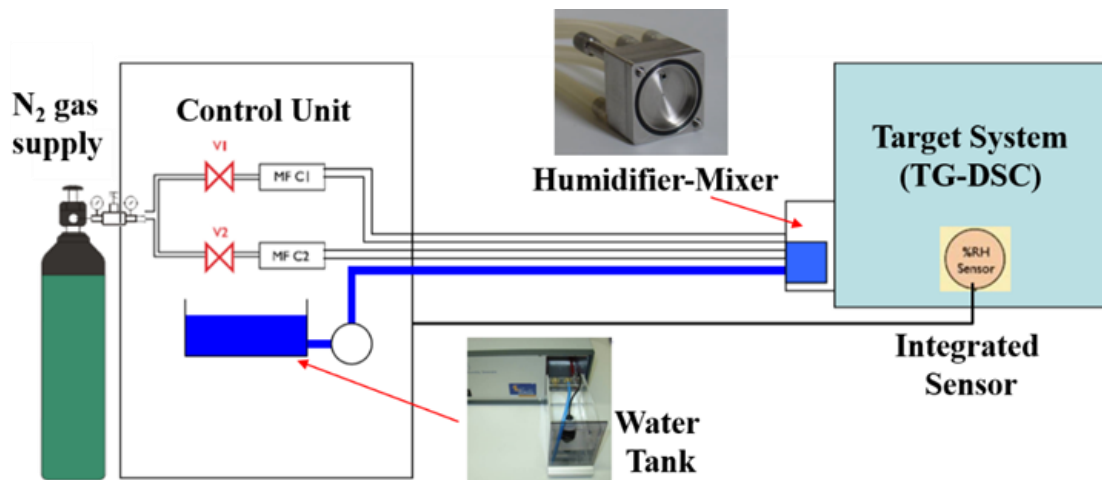 N₂ gas
supply
Control Unit
V1
MF C1
V2
MF C2
Humidifier-Mixer
Target System
(TG-DSC)
%RH
Sensor
Integrated
Sensor
Water
Tank